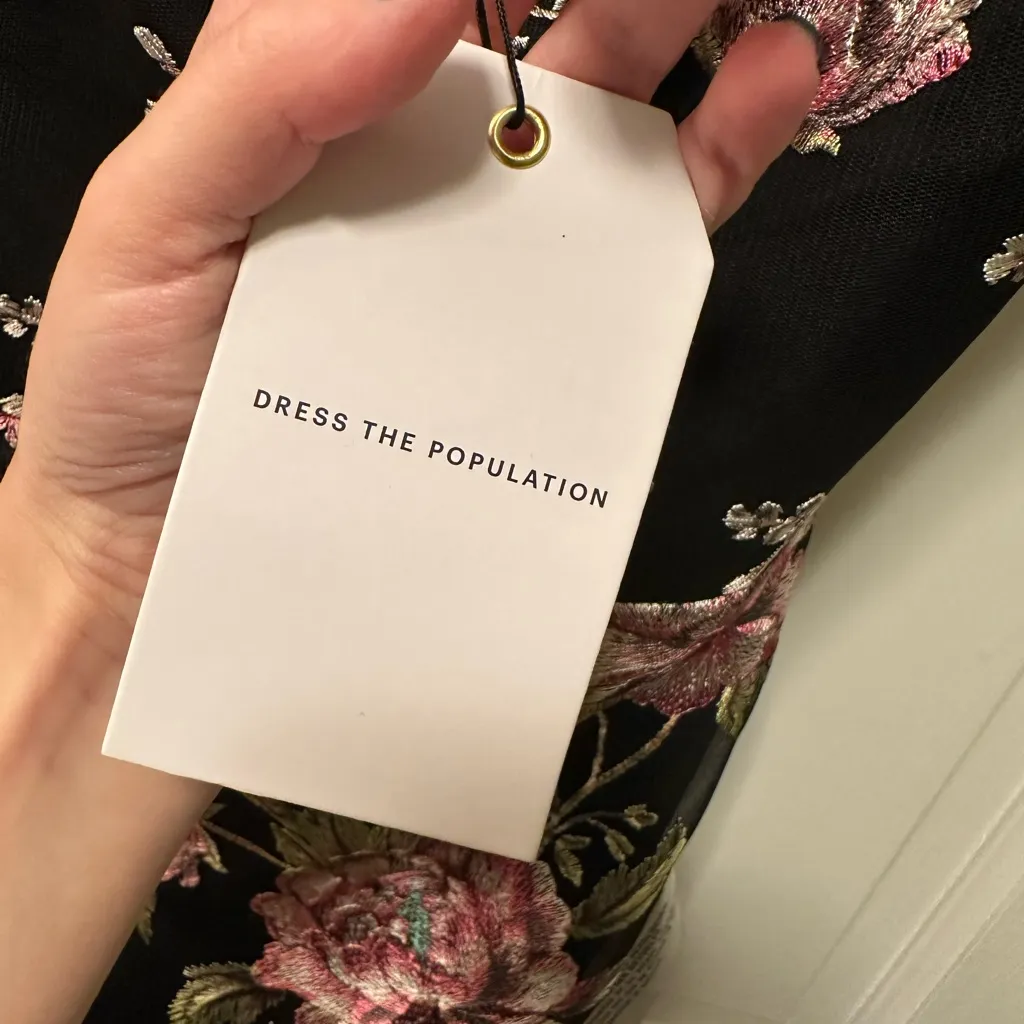 DRESS THE POPULATION